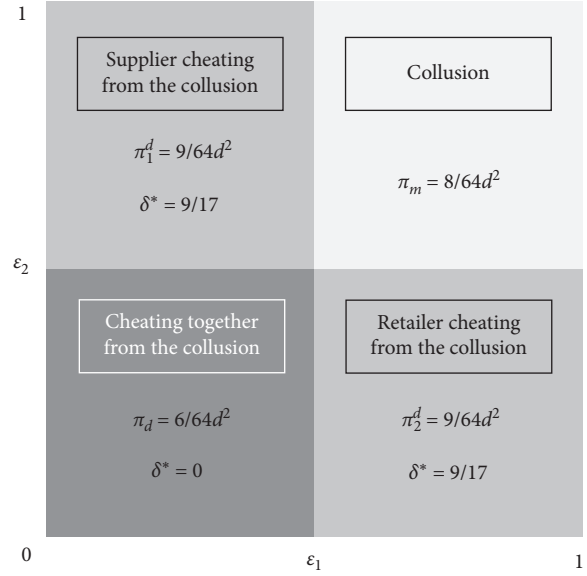 1
Supplier cheating
from the collusion
π₁ᵈ = 9/64d²
δ* = 9/17
Collusion
πₘ = 8/64d²
ε₂
Cheating together
from the collusion
π_d = 6/64d²
δ* = 0
Retailer cheating
from the collusion
π₂ᵈ = 9/64d²
δ* = 9/17
0
ε₁
1